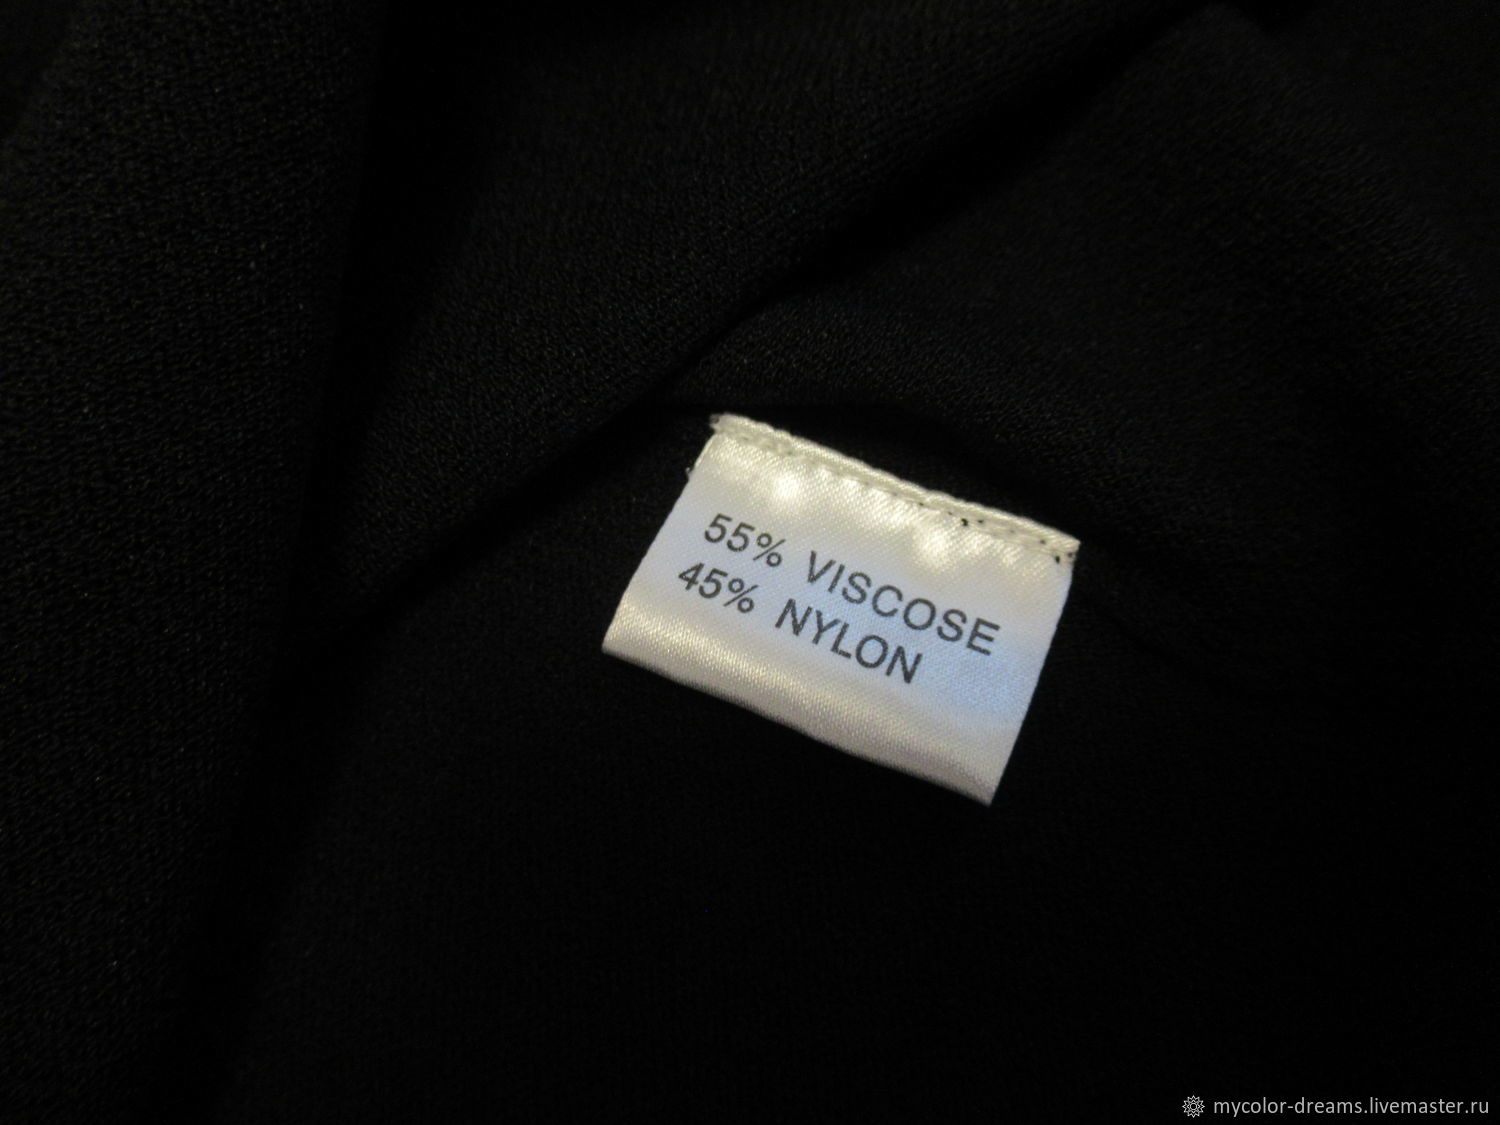 55% VISCOSE
45% NYLON
mycolor-dreams.livemaster.ru